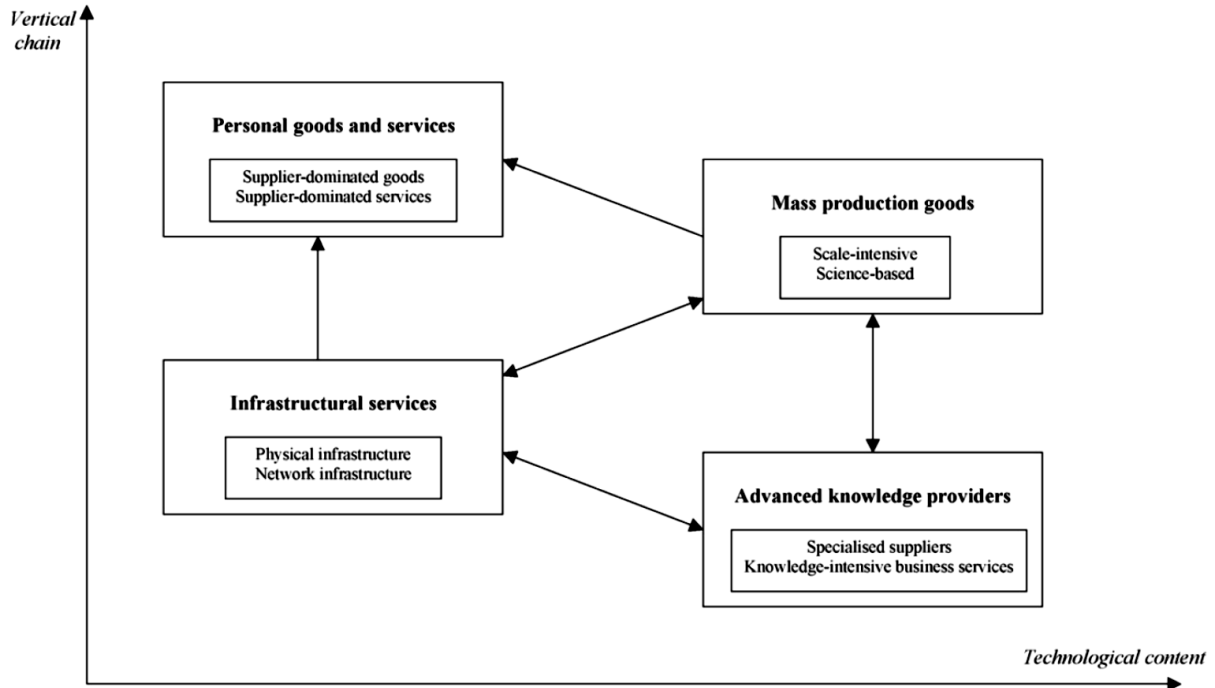 Vertical
chain
Personal goods and services
Supplier-dominated goods
Supplier-dominated services
Mass production goods
Scale-intensive
Science-based
Infrastructural services
Physical infrastructure
Network infrastructure
Advanced knowledge providers
Specialised suppliers
Knowledge-intensive business services
Technological content